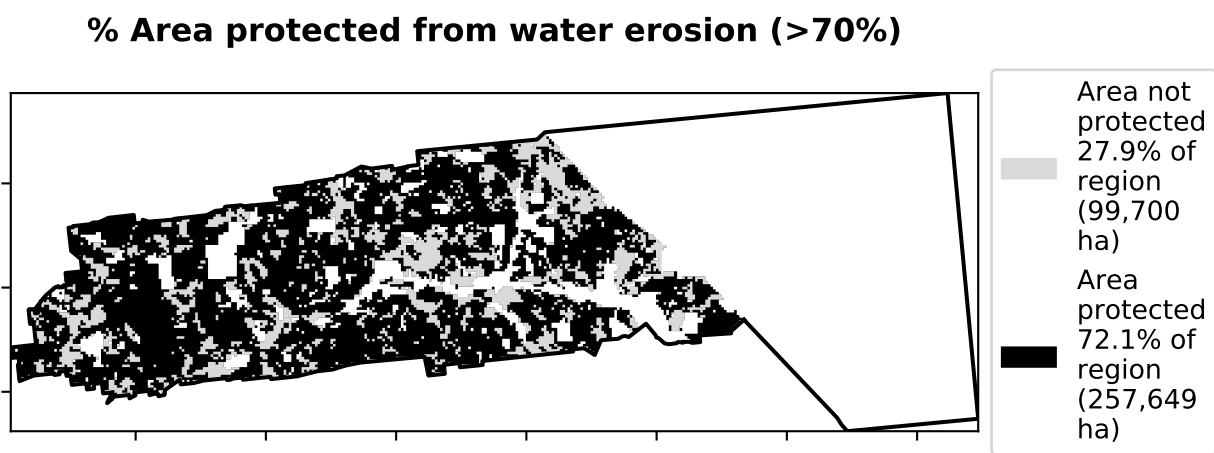 % Area protected from water erosion (>70%)
Area not
protected
27.9% of
region
(99,700
ha)
Area
protected
72.1% of
region
(257,649
ha)